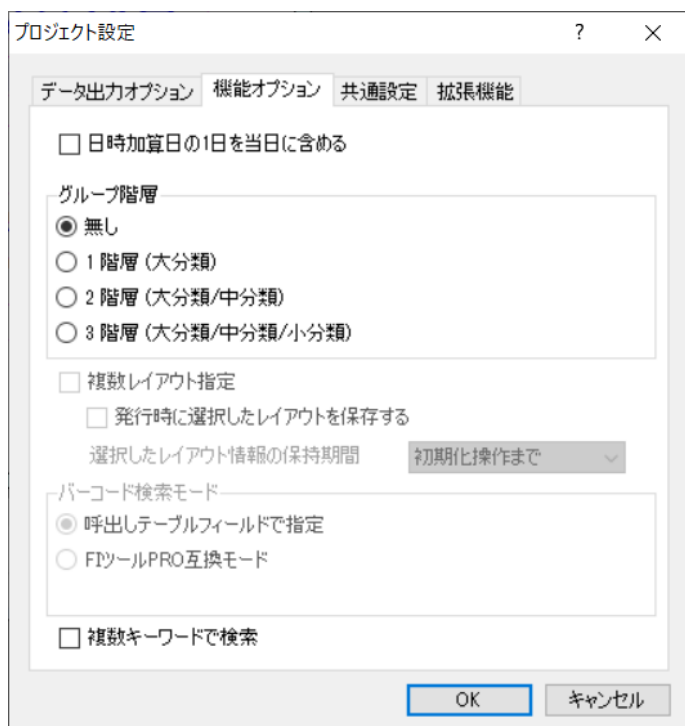 プロジェクト設定 ?
データ出力オプション 機能オプション 共通設定 拡張機能
日時加算日の1日を当日に含める
グループ階層
無し
1 階層 (大分類)
2 階層 (大分類/中分類)
3 階層 (大分類/中分類/小分類)
複数レイアウト指定
発行時に選択したレイアウトを保存する
選択したレイアウト情報の保持期間 初期化操作まで
バーコード検索モード
呼出しテーブルフィールドで指定
FIツールPRO互換モード
複数キーワードで検索
OK キャンセル